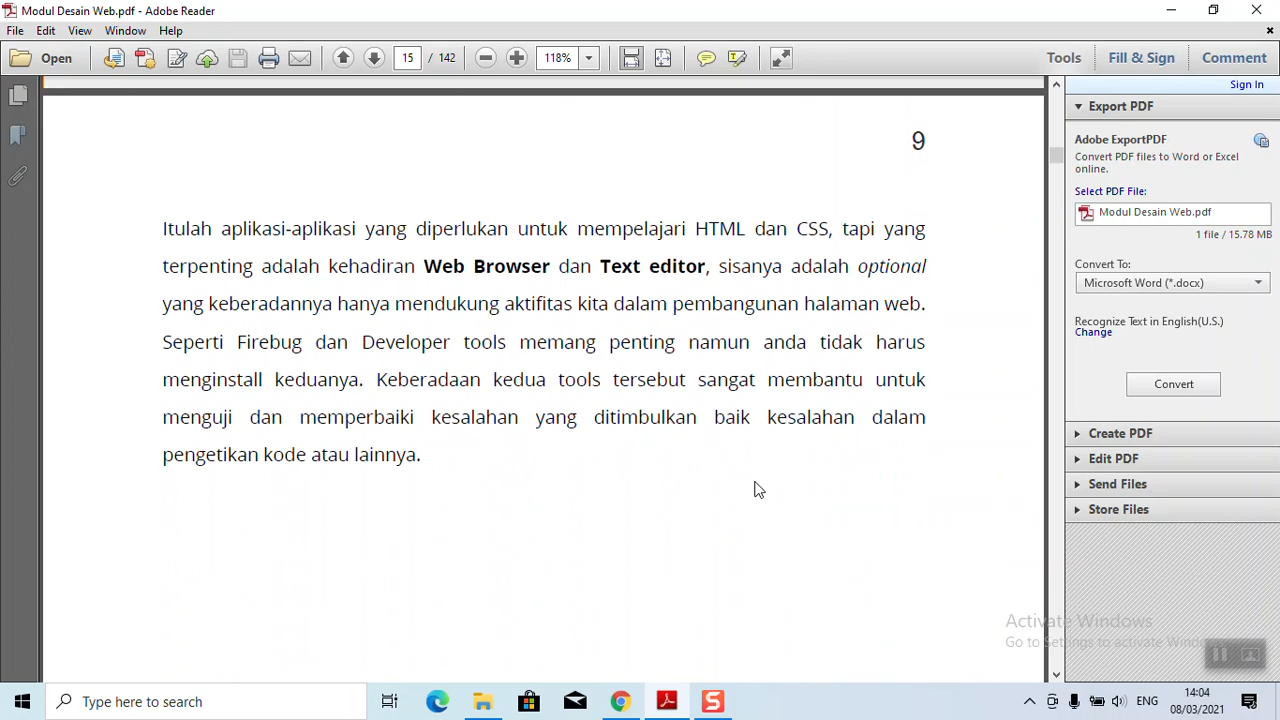 Modul Desain Web.pdf - Adobe Reader
File Edit View Window Help
Open 15 / 142 118% Tools Fill & Sign Comment
Sign In
Export PDF
Adobe ExportPDF
Convert PDF files to Word or Excel
online.
Select PDF File:
Modul Desain Web.pdf
1 file / 15.78 MB
Convert To:
Microsoft Word (*.docx)
Recognize Text in English(U.S.)
Change
Convert
Create PDF
Edit PDF
Send Files
Store Files
9
Itulah aplikasi-aplikasi yang diperlukan untuk mempelajari HTML dan CSS, tapi yang
terpenting adalah kehadiran Web Browser dan Text editor, sisanya adalah optional
yang keberadannya hanya mendukung aktifitas kita dalam pembangunan halaman web.
Seperti Firebug dan Developer tools memang penting namun anda tidak harus
menginstall keduanya. Keberadaan kedua tools tersebut sangat membantu untuk
menguji dan memperbaiki kesalahan yang ditimbulkan baik kesalahan dalam
pengetikan kode atau lainnya.
Activate Windows
Go to Settings to activate
Type here to search
ENG
14:04
08/03/2021